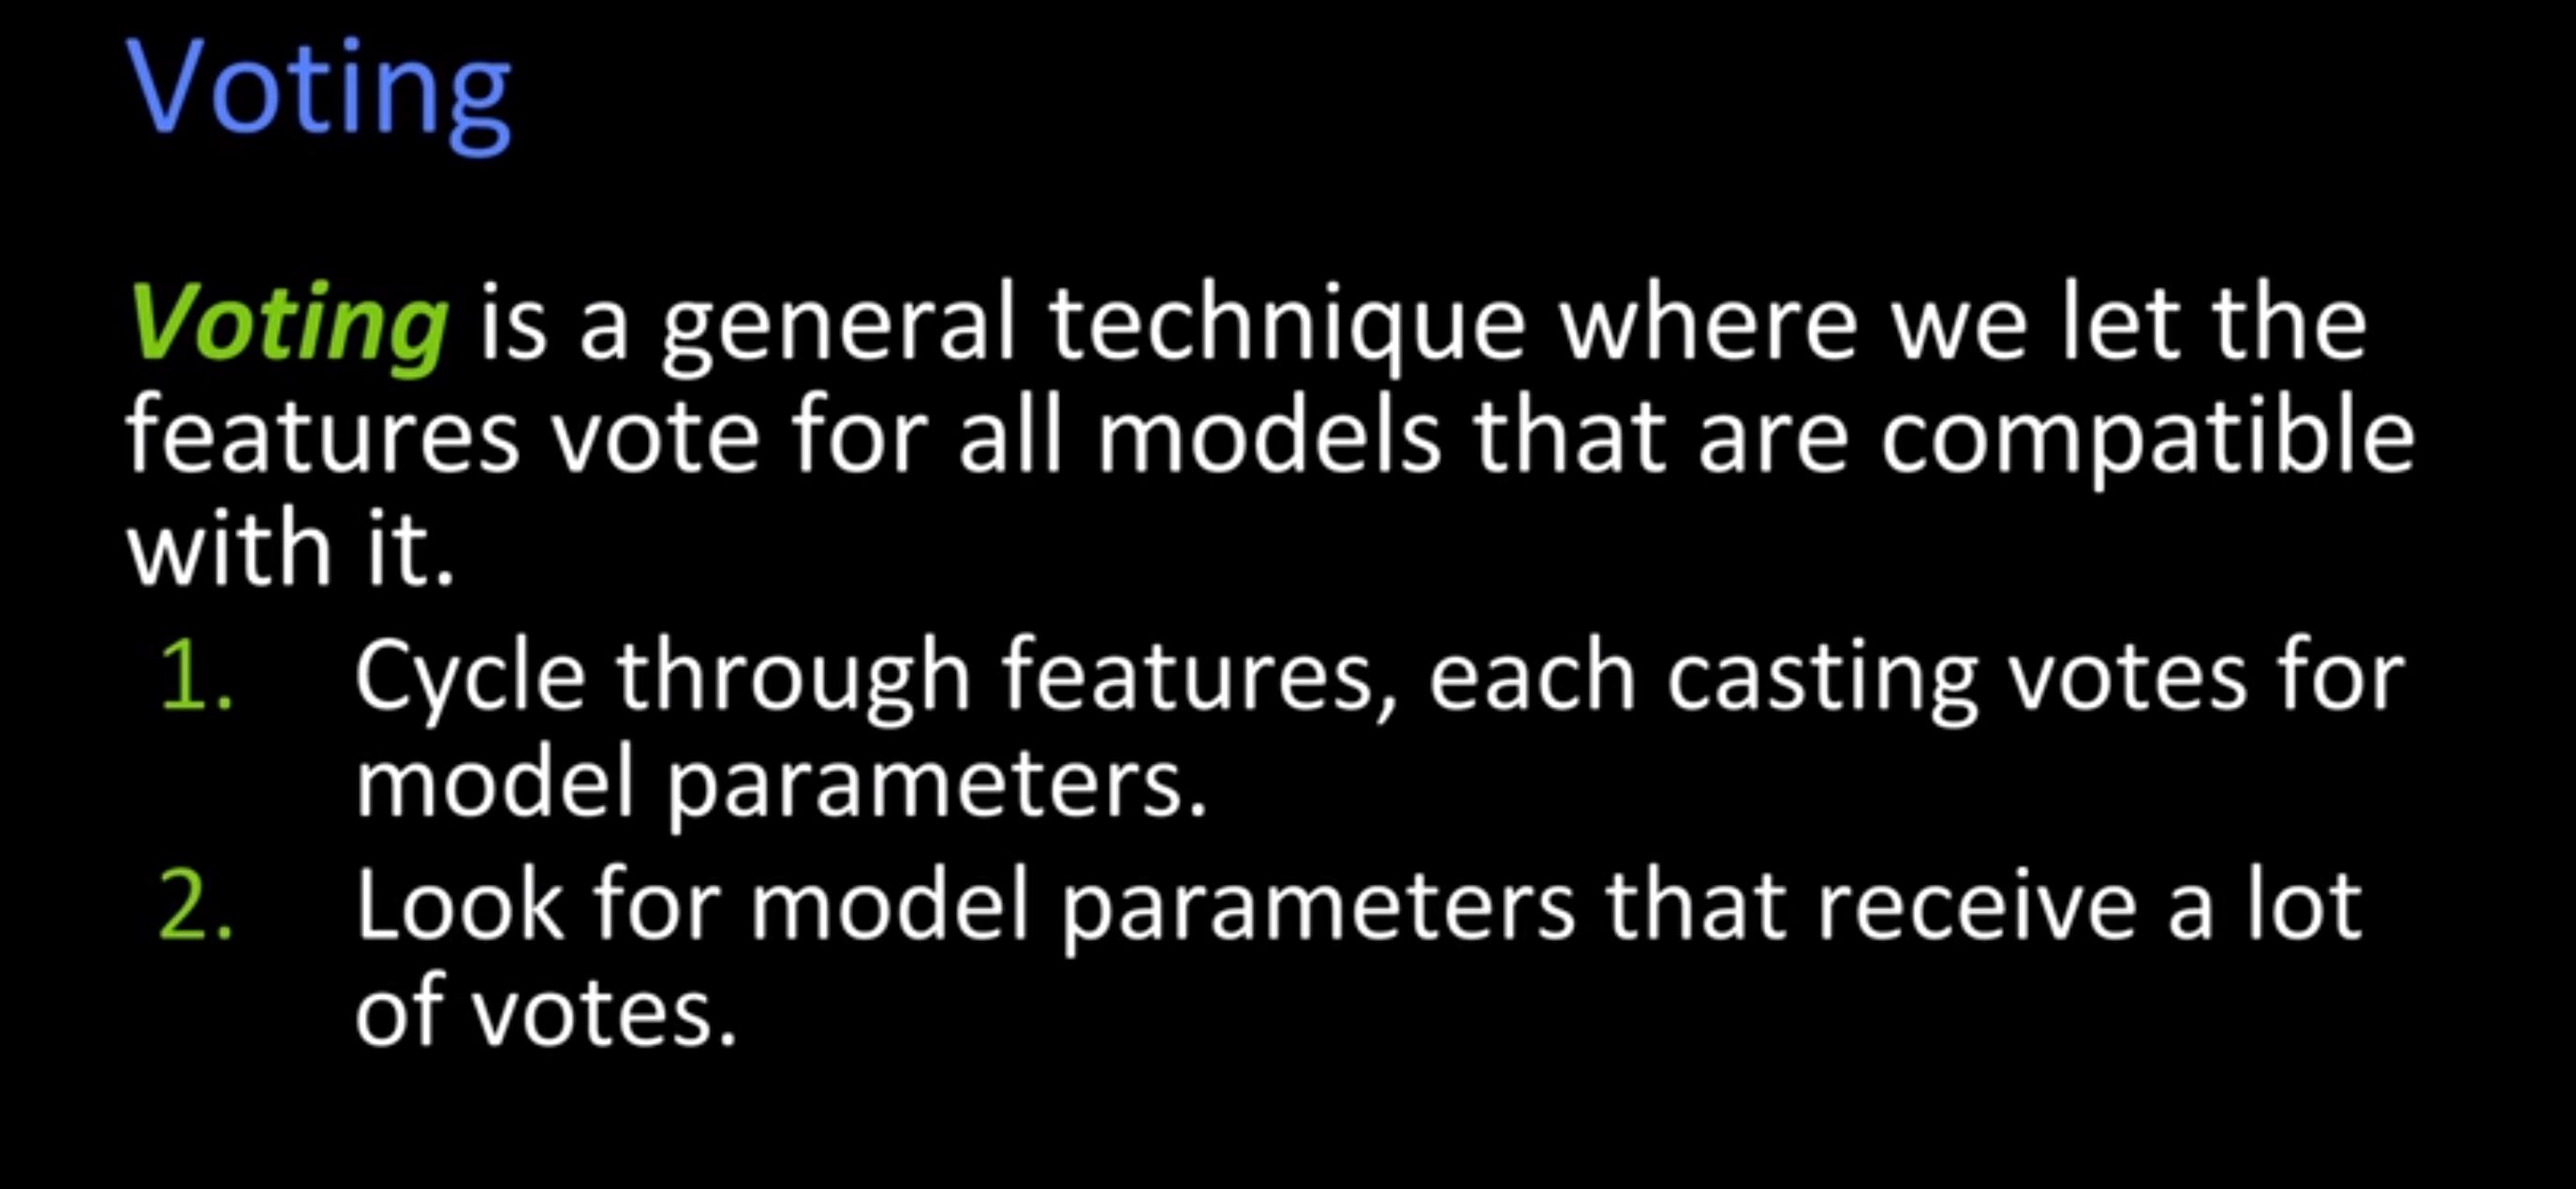 Voting
Voting is a general technique where we let the
features vote for all models that are compatible
with it.
1. Cycle through features, each casting votes for
model parameters.
2. Look for model parameters that receive a lot
of votes.